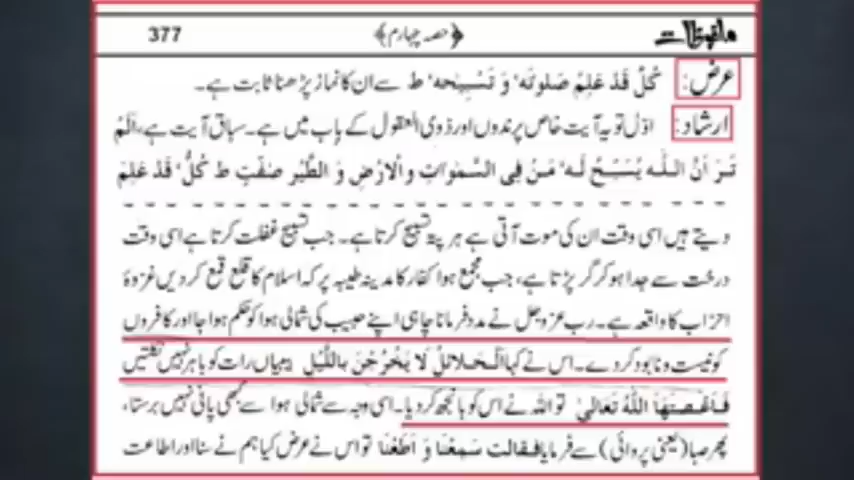 ملفوظات ﴿حصہ چہارم﴾ 377
عرض: كُلٌّ قَدْ عَلِمَ صَلٰوتَهٗ وَ تَسْبِيْحَهٗ ط سے ان کا نماز پڑھنا ثابت ہے۔
ارشاد: اوّل تو یہ آیت خاص پرندوں اور ذوی العقول کے باب میں ہے۔ سباق آیت ہے، اَلَمْ
تَرَ اَنَّ اللّٰهَ يُسَبِّحُ لَهٗ مَنْ فِى السَّمٰوَاتِ وَالْاَرْضِ وَ الطَّيْرُ صٰفّٰتٍ ط كُلٌّ قَدْ عَلِمَ
دیتے ہیں اسی وقت ان کی موت آتی ہے ہر پتہ تسبیح کرتا ہے۔ جب تسبیح غفلت کرتا ہے اسی وقت
درخت سے جدا ہو کر گر پڑتا ہے، جب مجمع ہوا کفار کا مدینہ طیبہ پر کہ اسلام کا قلع قمع کر دیں غزوۂ
احزاب کا واقعہ ہے۔ رب عزوجل نے مدد فرمانا چاہی اپنے حبیب کی شمالی ہوا کو حکم ہوا جا اور کافروں
کو نیست و نابود کر دے۔ اس نے کہا اَلْحَلَائِلُ لَا يَخْرُجْنَ بِاللَّيْلِ بیبیاں رات کو باہر نہیں نکلتیں
فَاَعْقَمَهَا اللّٰهُ تَعَالٰى تو اللہ نے اس کو بانجھ کر دیا۔ اسی وجہ سے شمالی ہوا سے کبھی پانی نہیں برستا،
پھر صبا (یعنی پروائی) سے فرمایا فقالت سَمِعْنَا وَ اَطَعْنَا تو اس نے عرض کیا ہم نے سنا اور اطاعت